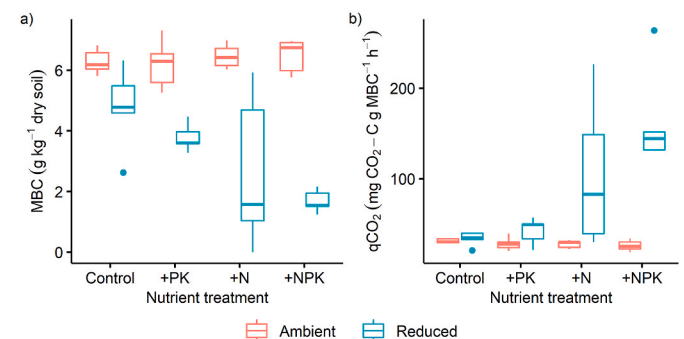 a)
MBC (g kg⁻¹ dry soil)
6
4
2
0
Control +PK +N +NPK
Nutrient treatment
b)
qCO₂ (mg CO₂ – C g MBC⁻¹ h⁻¹)
200
100
Control +PK +N +NPK
Nutrient treatment
Ambient Reduced